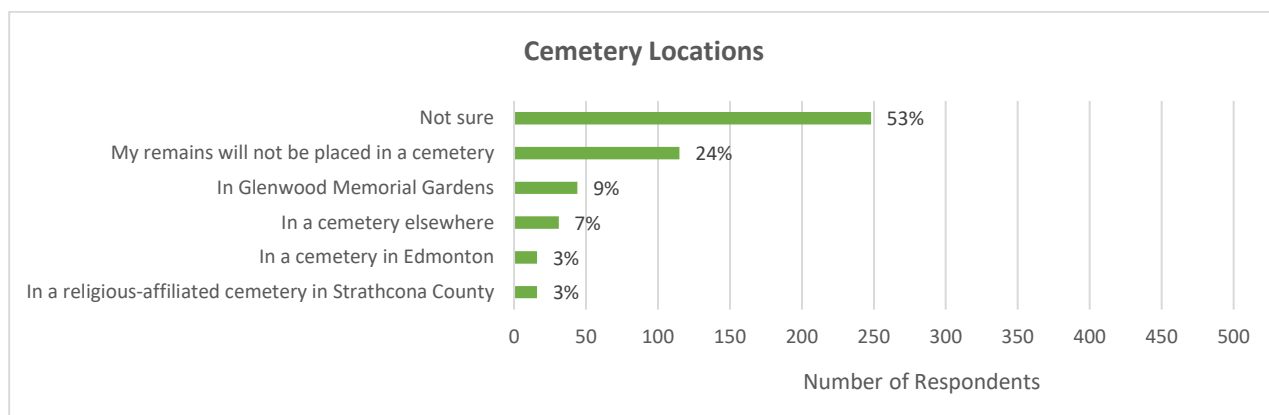 Cemetery Locations
Not sure
53%
My remains will not be placed in a cemetery
24%
In Glenwood Memorial Gardens
9%
In a cemetery elsewhere
7%
In a cemetery in Edmonton
3%
In a religious-affiliated cemetery in Strathcona County
3%
0 50 100 150 200 250 300 350 400 450 500
Number of Respondents